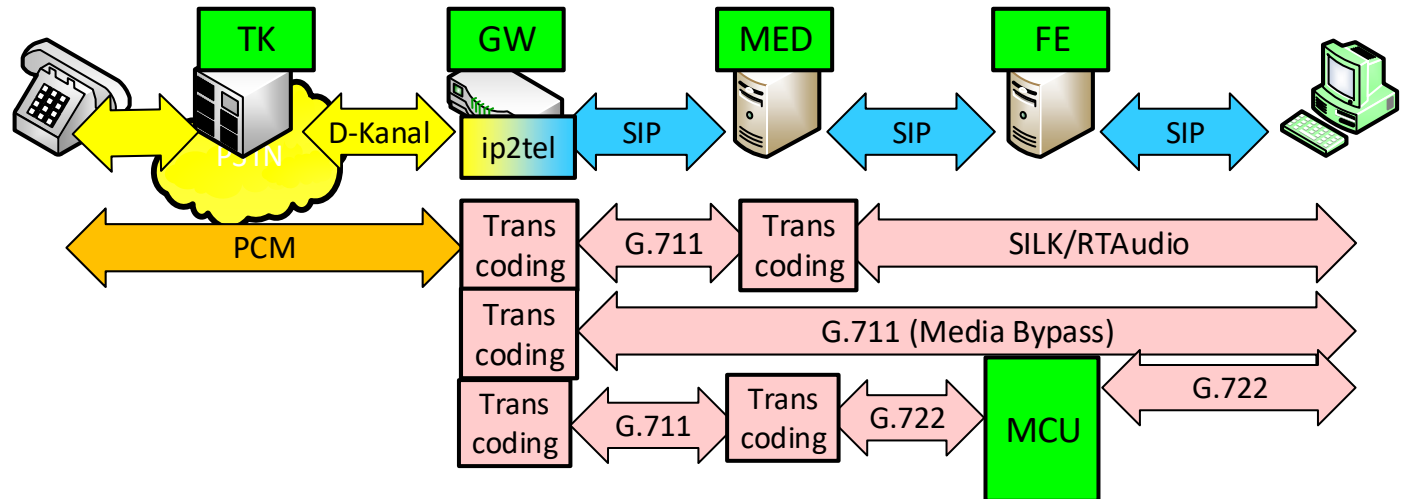 TK
GW
MED
FE
PSTN
D-Kanal
ip2tel
SIP
SIP
SIP
PCM
Trans
coding
G.711
Trans
coding
SILK/RTAudio
Trans
coding
G.711 (Media Bypass)
Trans
coding
G.711
Trans
coding
G.722
MCU
G.722